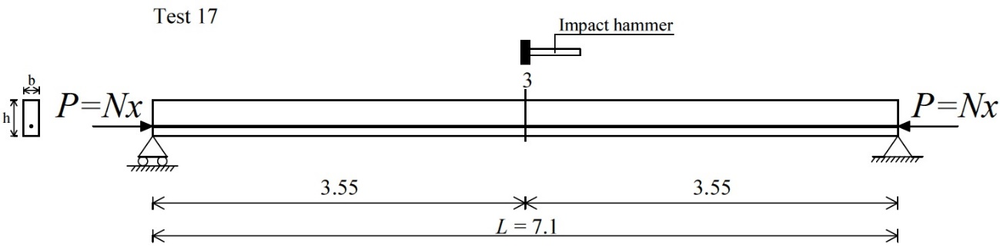 Test 17
Impact hammer
3
b
h
P=Nx
P=Nx
3.55
3.55
L = 7.1